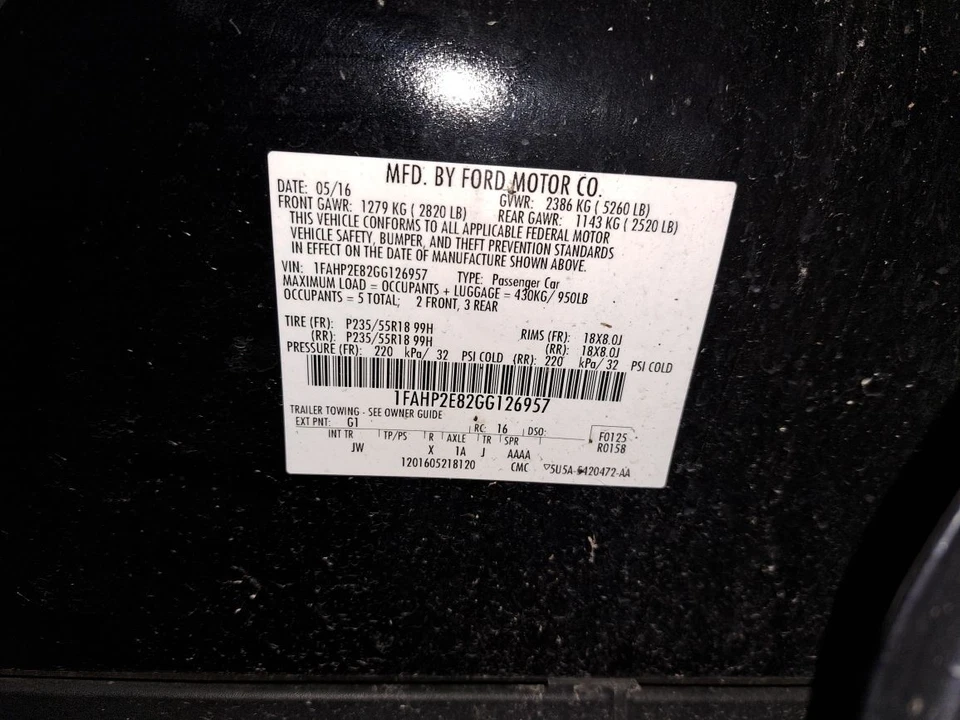 MFD. BY FORD MOTOR CO.
DATE: 05/16 GVWR: 2386 KG ( 5260 LB)
FRONT GAWR: 1279 KG ( 2820 LB) REAR GAWR: 1143 KG ( 2520 LB)
THIS VEHICLE CONFORMS TO ALL APPLICABLE FEDERAL MOTOR
VEHICLE SAFETY, BUMPER, AND THEFT PREVENTION STANDARDS
IN EFFECT ON THE DATE OF MANUFACTURE SHOWN ABOVE.
VIN: 1FAHP2E82GG126957 TYPE: Passenger Car
MAXIMUM LOAD = OCCUPANTS + LUGGAGE = 430KG/ 950LB
OCCUPANTS = 5 TOTAL; 2 FRONT, 3 REAR
TIRE (FR): P235/55R18 99H RIMS (FR): 18X8.0J
(RR): P235/55R18 99H (RR): 18X8.0J
PRESSURE (FR): 220 kPa/ 32 PSI COLD (RR): 220 kPa/ 32 PSI COLD
1FAHP2E82GG126957
TRAILER TOWING - SEE OWNER GUIDE
EXT PNT: G1 RC: 16 DSO: F0125
INT TR TP/PS R AXLE TR SPR R0158
JW X 1A J AAAA
1201605218120 CMC